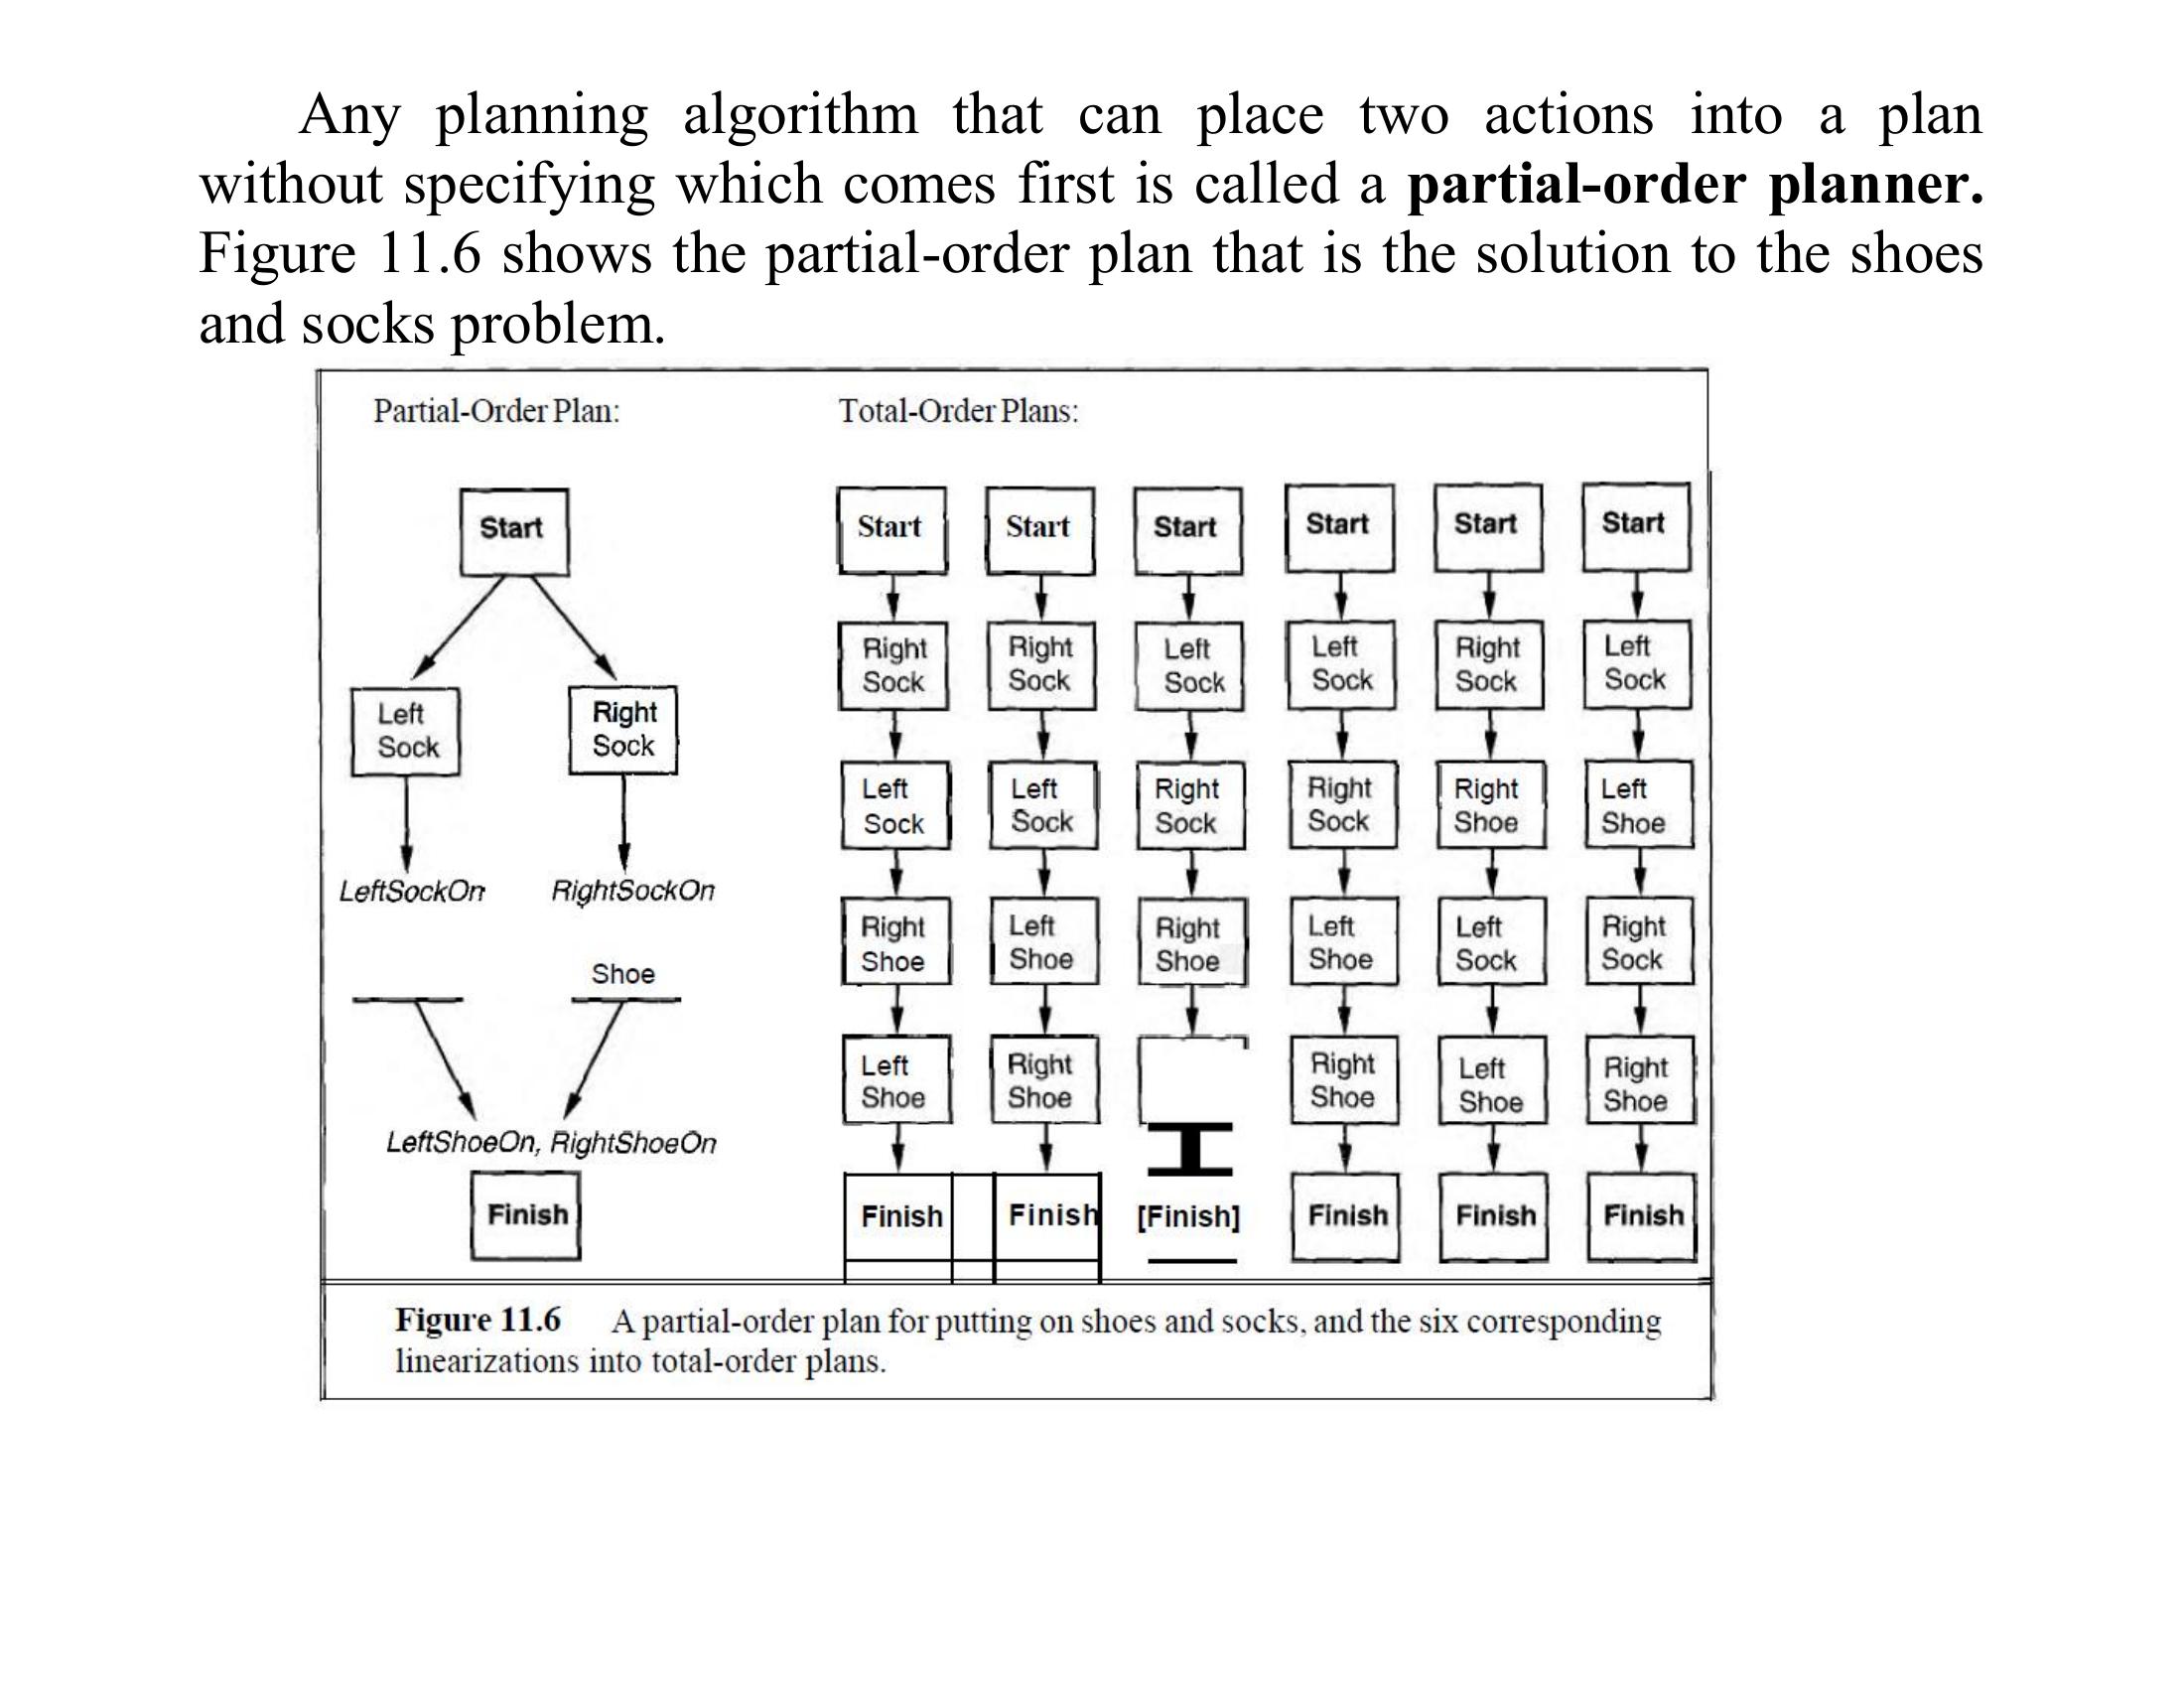 Any planning algorithm that can place two actions into a plan
without specifying which comes first is called a partial-order planner.
Figure 11.6 shows the partial-order plan that is the solution to the shoes
and socks problem.
Partial-Order Plan:
Start
Left
Sock
Right
Sock
LeftSockOn
RightSockOn
Shoe
LeftShoeOn, RightShoeOn
Finish
Total-Order Plans:
Start
Right
Sock
Left
Sock
Right
Shoe
Left
Shoe
Finish
Start
Right
Sock
Left
Sock
Left
Shoe
Right
Shoe
Finish
Start
Left
Sock
Right
Sock
Right
Shoe
[Finish]
Start
Left
Sock
Right
Sock
Left
Shoe
Right
Shoe
Finish
Start
Right
Sock
Right
Shoe
Left
Sock
Left
Shoe
Finish
Start
Left
Sock
Left
Shoe
Right
Sock
Right
Shoe
Finish
Figure 11.6 A partial-order plan for putting on shoes and socks, and the six corresponding
linearizations into total-order plans.